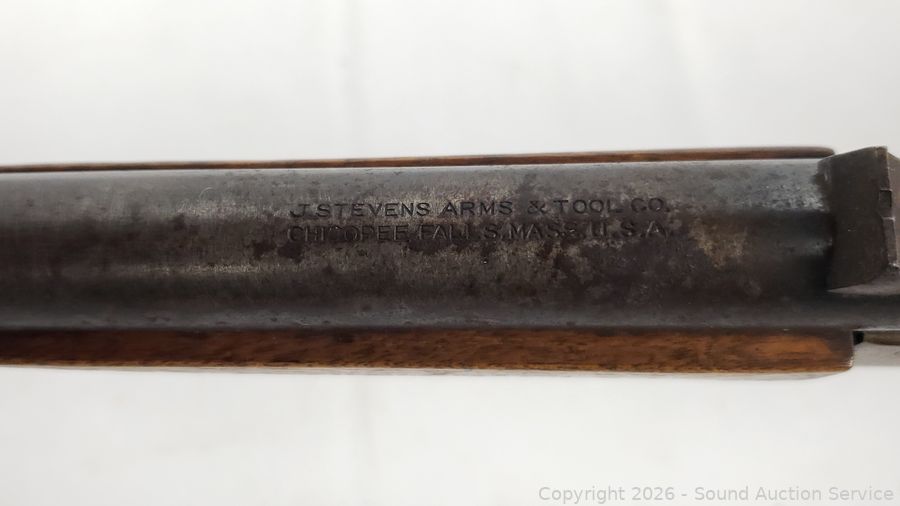 J. STEVENS ARMS & TOOL CO.
CHICOPEE FALLS. MASS. U.S.A.
Copyright 2026 - Sound Auction Service